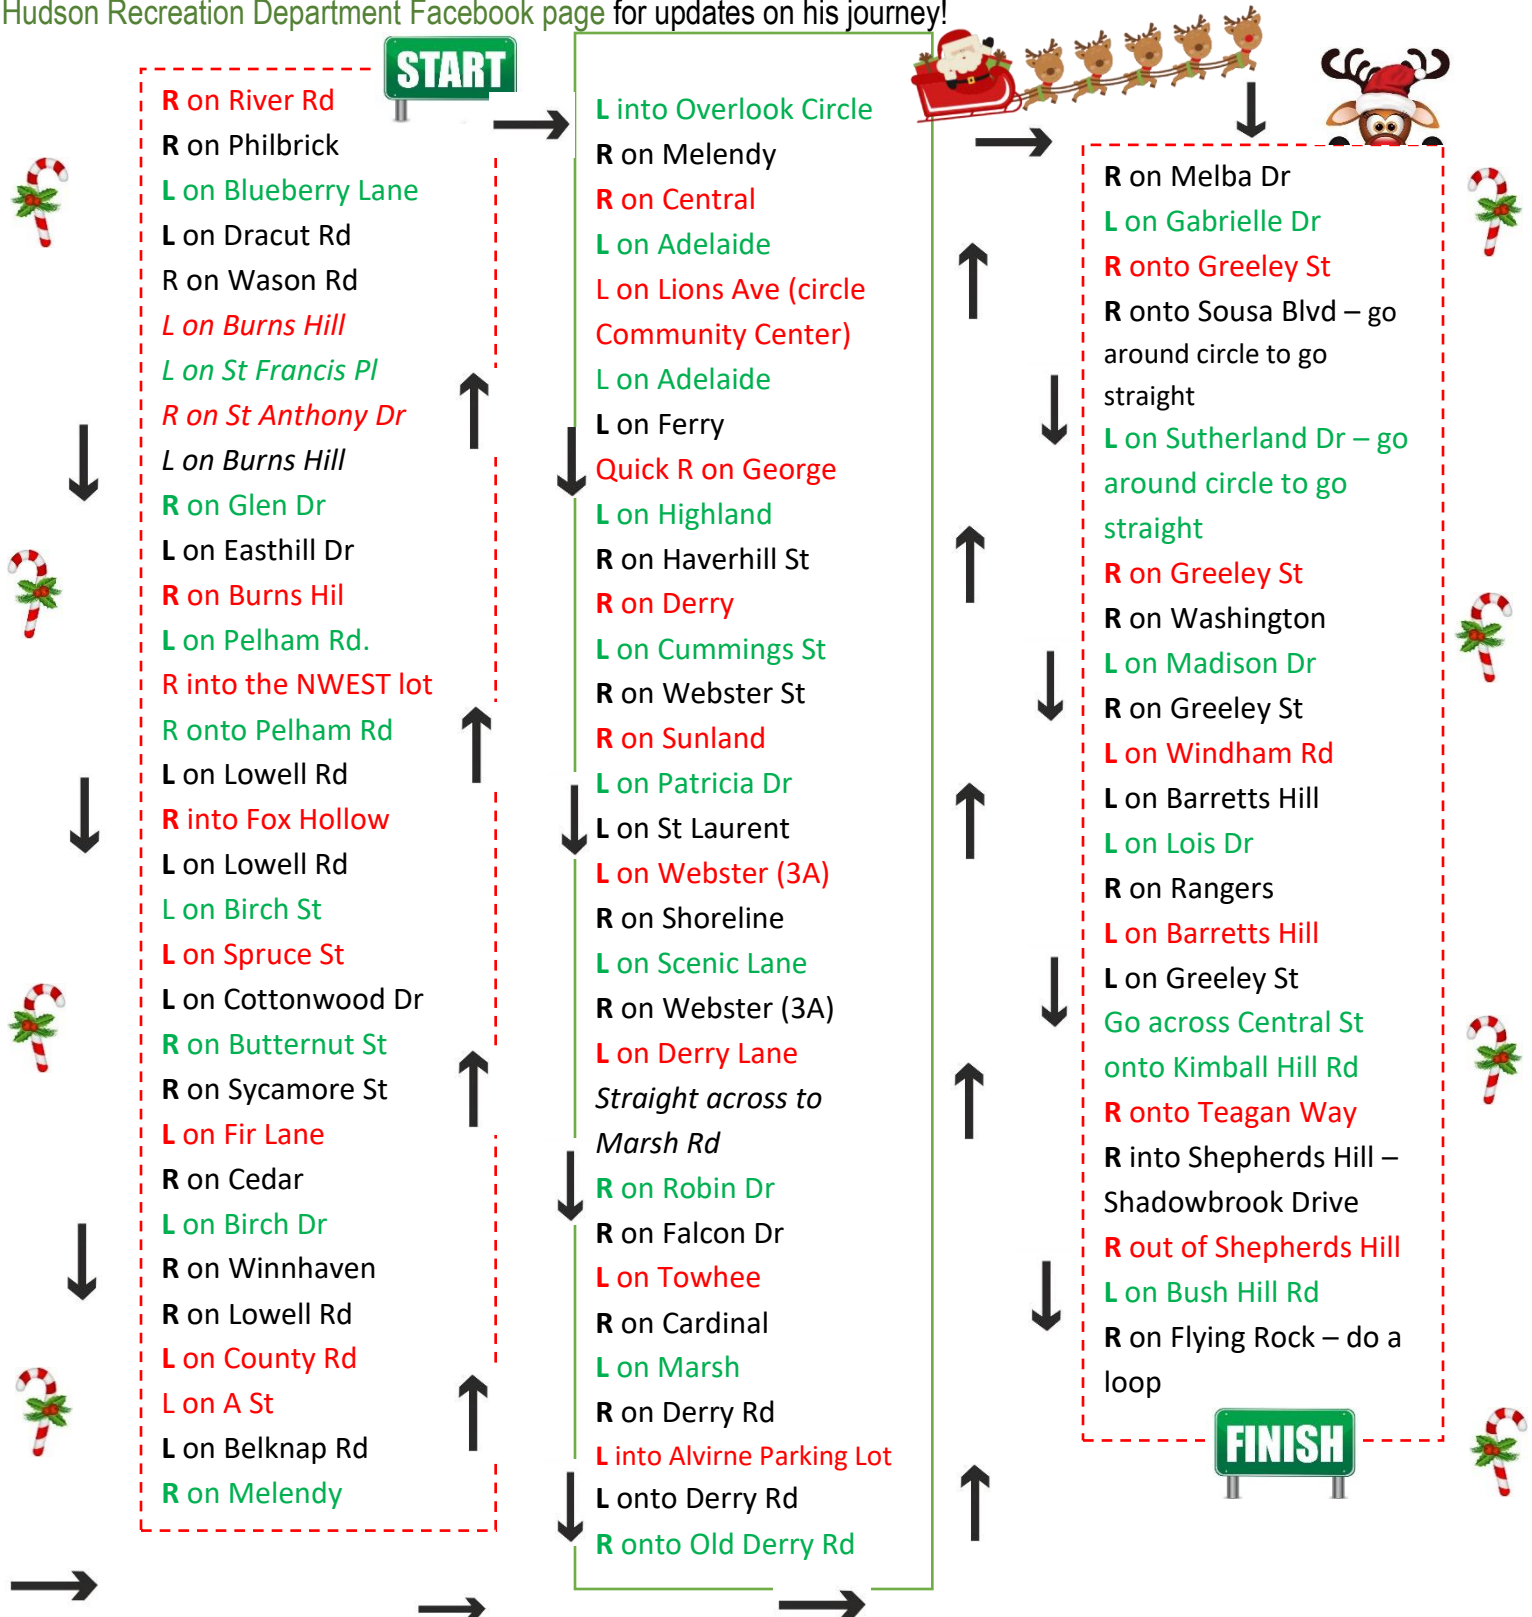 Hudson Recreation Department Facebook page for updates on his journey!
START
R on River Rd
R on Philbrick
L on Blueberry Lane
L on Dracut Rd
R on Wason Rd
L on Burns Hill
L on St Francis Pl
R on St Anthony Dr
L on Burns Hill
R on Glen Dr
L on Easthill Dr
R on Burns Hil
L on Pelham Rd.
R into the NWEST lot
R onto Pelham Rd
L on Lowell Rd
R into Fox Hollow
L on Lowell Rd
L on Birch St
L on Spruce St
L on Cottonwood Dr
R on Butternut St
R on Sycamore St
L on Fir Lane
R on Cedar
L on Birch Dr
R on Winnhaven
R on Lowell Rd
L on County Rd
L on A St
L on Belknap Rd
R on Melendy
L into Overlook Circle
R on Melendy
R on Central
L on Adelaide
L on Lions Ave (circle
Community Center)
L on Adelaide
L on Ferry
Quick R on George
L on Highland
R on Haverhill St
R on Derry
L on Cummings St
R on Webster St
R on Sunland
L on Patricia Dr
L on St Laurent
L on Webster (3A)
R on Shoreline
L on Scenic Lane
R on Webster (3A)
L on Derry Lane
Straight across to
Marsh Rd
R on Robin Dr
R on Falcon Dr
L on Towhee
R on Cardinal
L on Marsh
R on Derry Rd
L into Alvirne Parking Lot
L onto Derry Rd
R onto Old Derry Rd
R on Melba Dr
L on Gabrielle Dr
R onto Greeley St
R onto Sousa Blvd – go
around circle to go
straight
L on Sutherland Dr – go
around circle to go
straight
R on Greeley St
R on Washington
L on Madison Dr
R on Greeley St
L on Windham Rd
L on Barretts Hill
L on Lois Dr
R on Rangers
L on Barretts Hill
L on Greeley St
Go across Central St
onto Kimball Hill Rd
R onto Teagan Way
R into Shepherds Hill –
Shadowbrook Drive
R out of Shepherds Hill
L on Bush Hill Rd
R on Flying Rock – do a
loop
FINISH